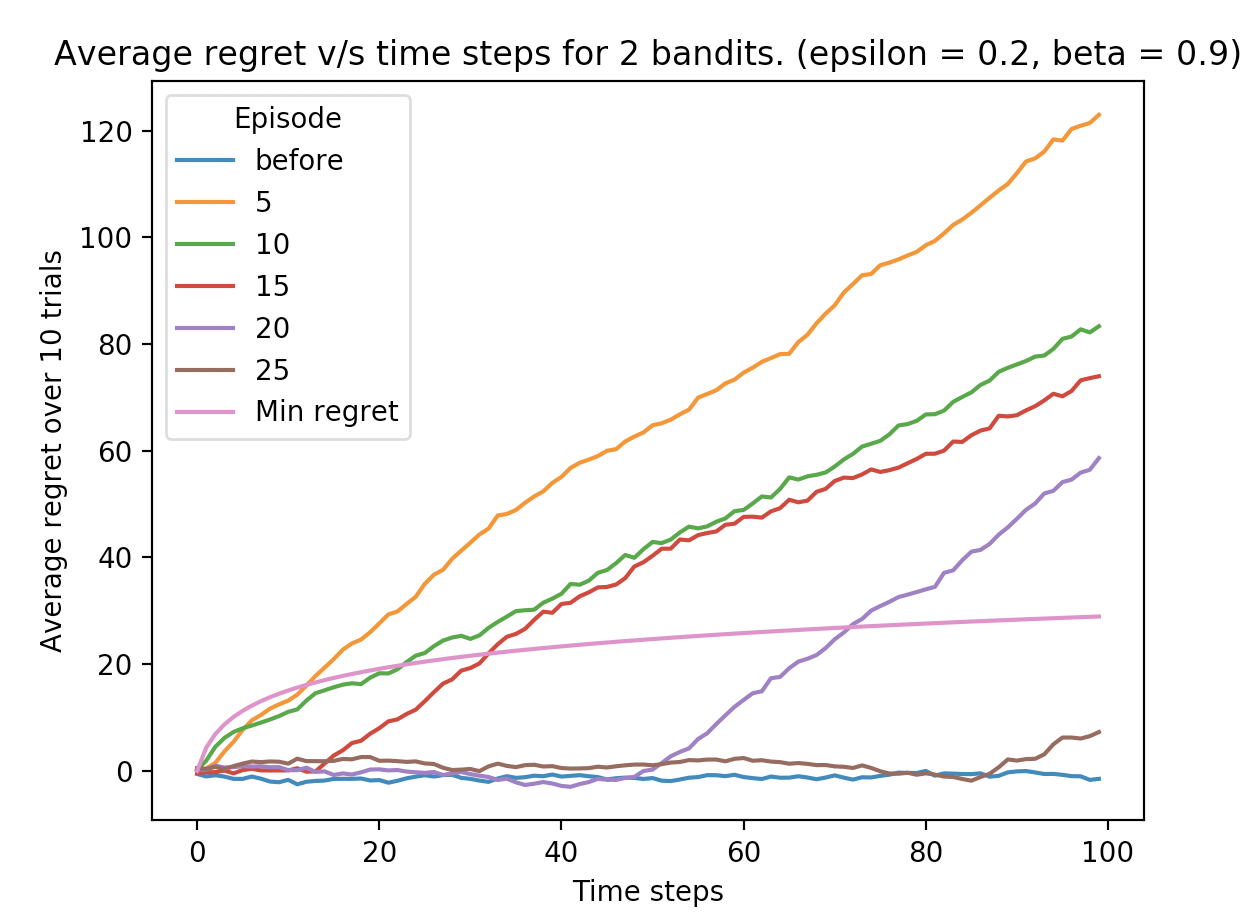 Average regret v/s time steps for 2 bandits. (epsilon = 0.2, beta = 0.9)
Episode
before
5
10
15
20
25
Min regret
Average regret over 10 trials
120
100
80
60
40
20
0
0 20 40 60 80 100
Time steps